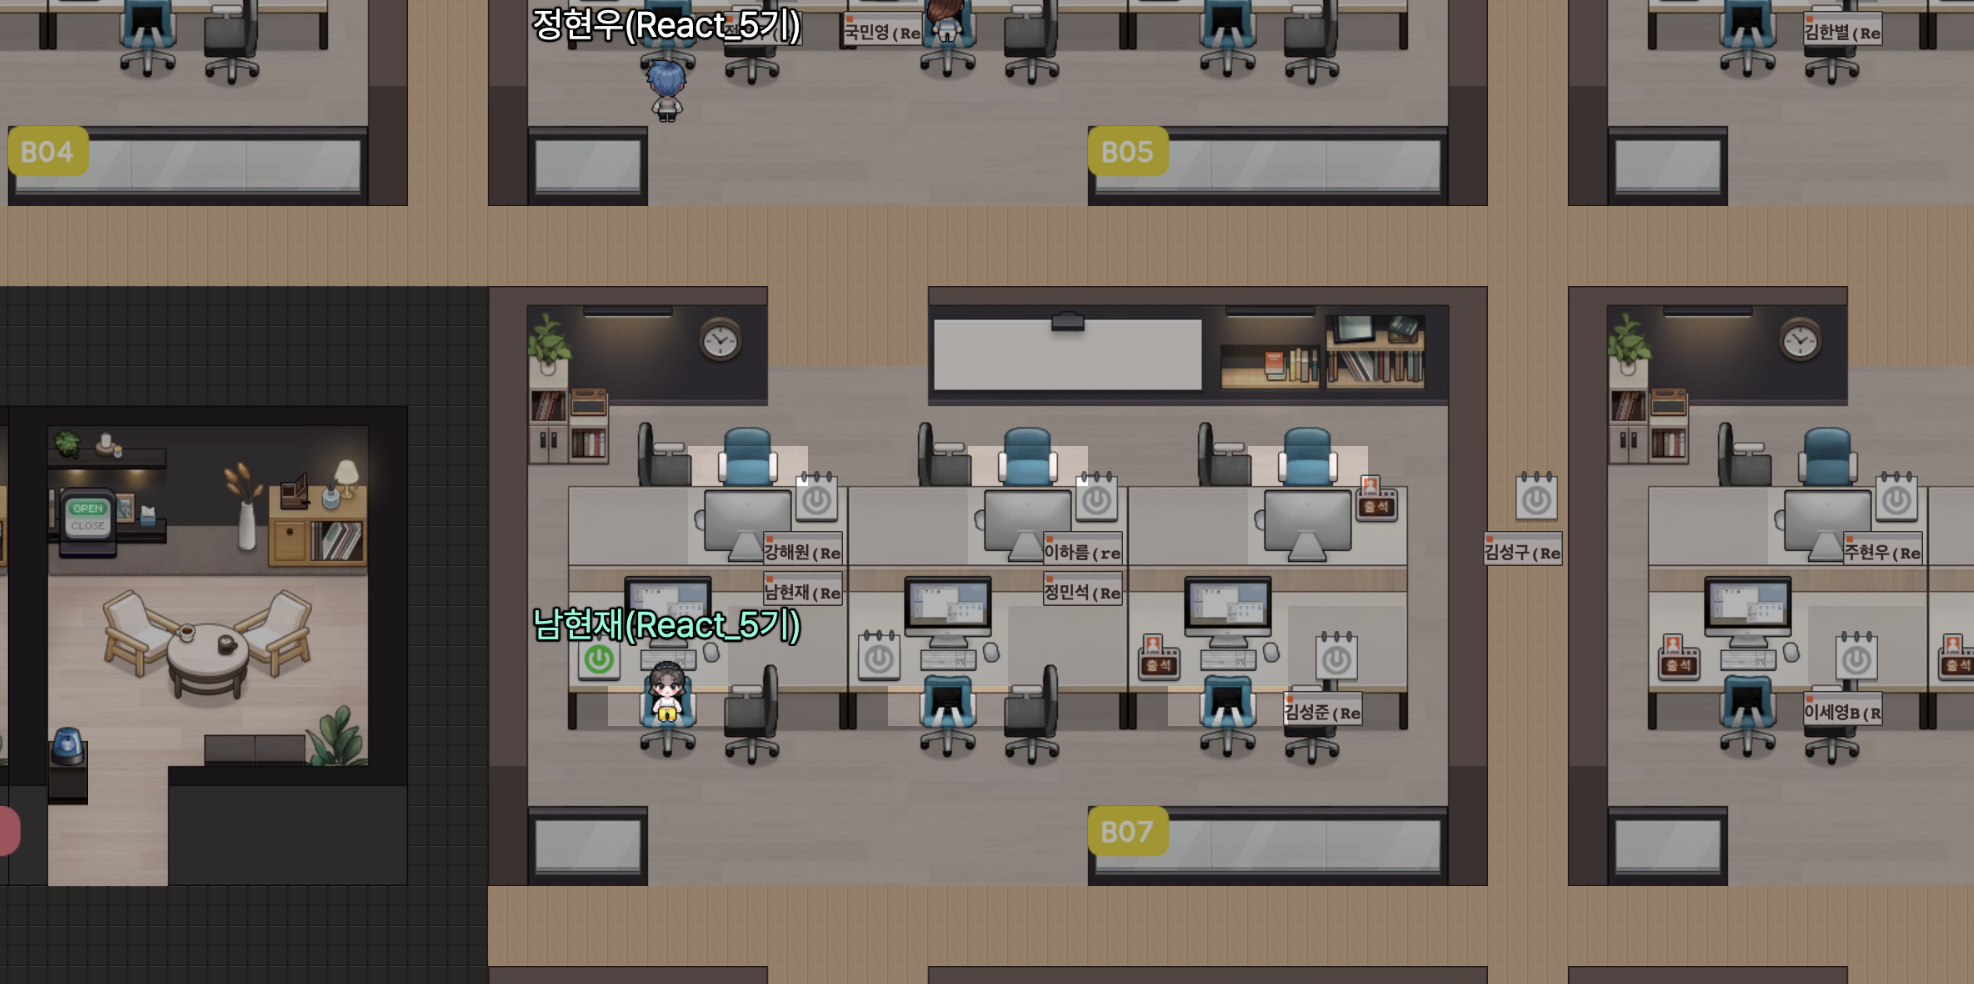 정현우(React_5기)
국민영(Re
김한별(Re
B04
B05
OPEN
CLOSE
출석
강해원(Re
이하름(re
김성구(Re
주현우(Re
남현재(Re
정민석(Re
남현재(React_5기)
출석
출석
출석
김성준(Re
이세영B(R
B07